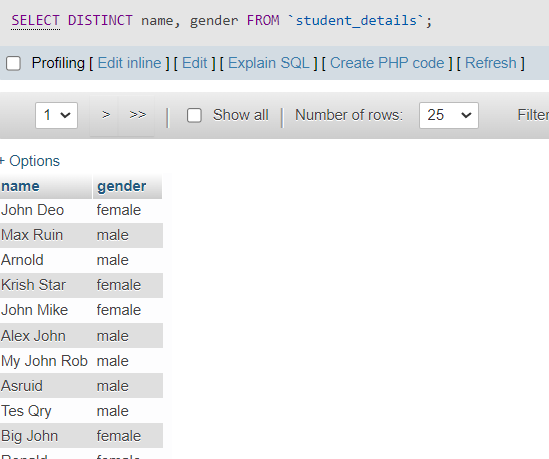 SELECT DISTINCT name, gender FROM `student_details`;
Profiling [ Edit inline ] [ Edit ] [ Explain SQL ] [ Create PHP code ] [ Refresh ]
1 > >> | Show all | Number of rows: 25 Filter
+ Options
name gender
John Deo female
Max Ruin male
Arnold male
Krish Star female
John Mike female
Alex John male
My John Rob male
Asruid male
Tes Qry male
Big John female